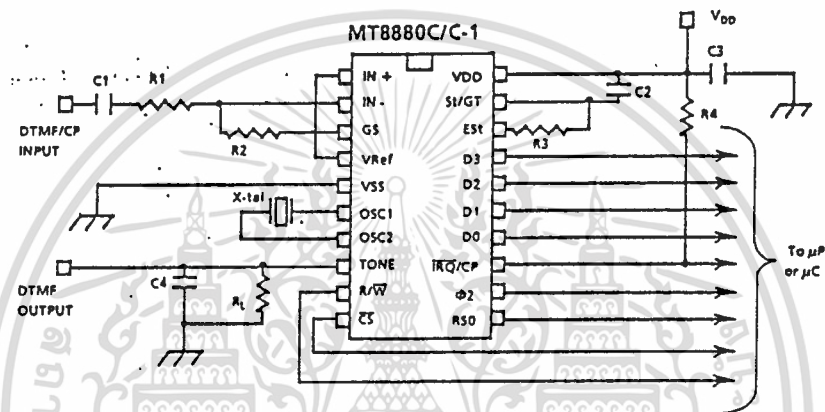 MT8880C/C-1
VDD
C1
R1
C3
IN +
VDD
C2
IN -
St/GT
R4
DTMF/CP
INPUT
R2
GS
ESt
R3
VRef
D3
VSS
D2
X-tal
OSC1
D1
OSC2
D0
To μP
or μC
TONE
IRQ/CP
DTMF
OUTPUT
C4
RL
R/W
Φ2
CS
RS0